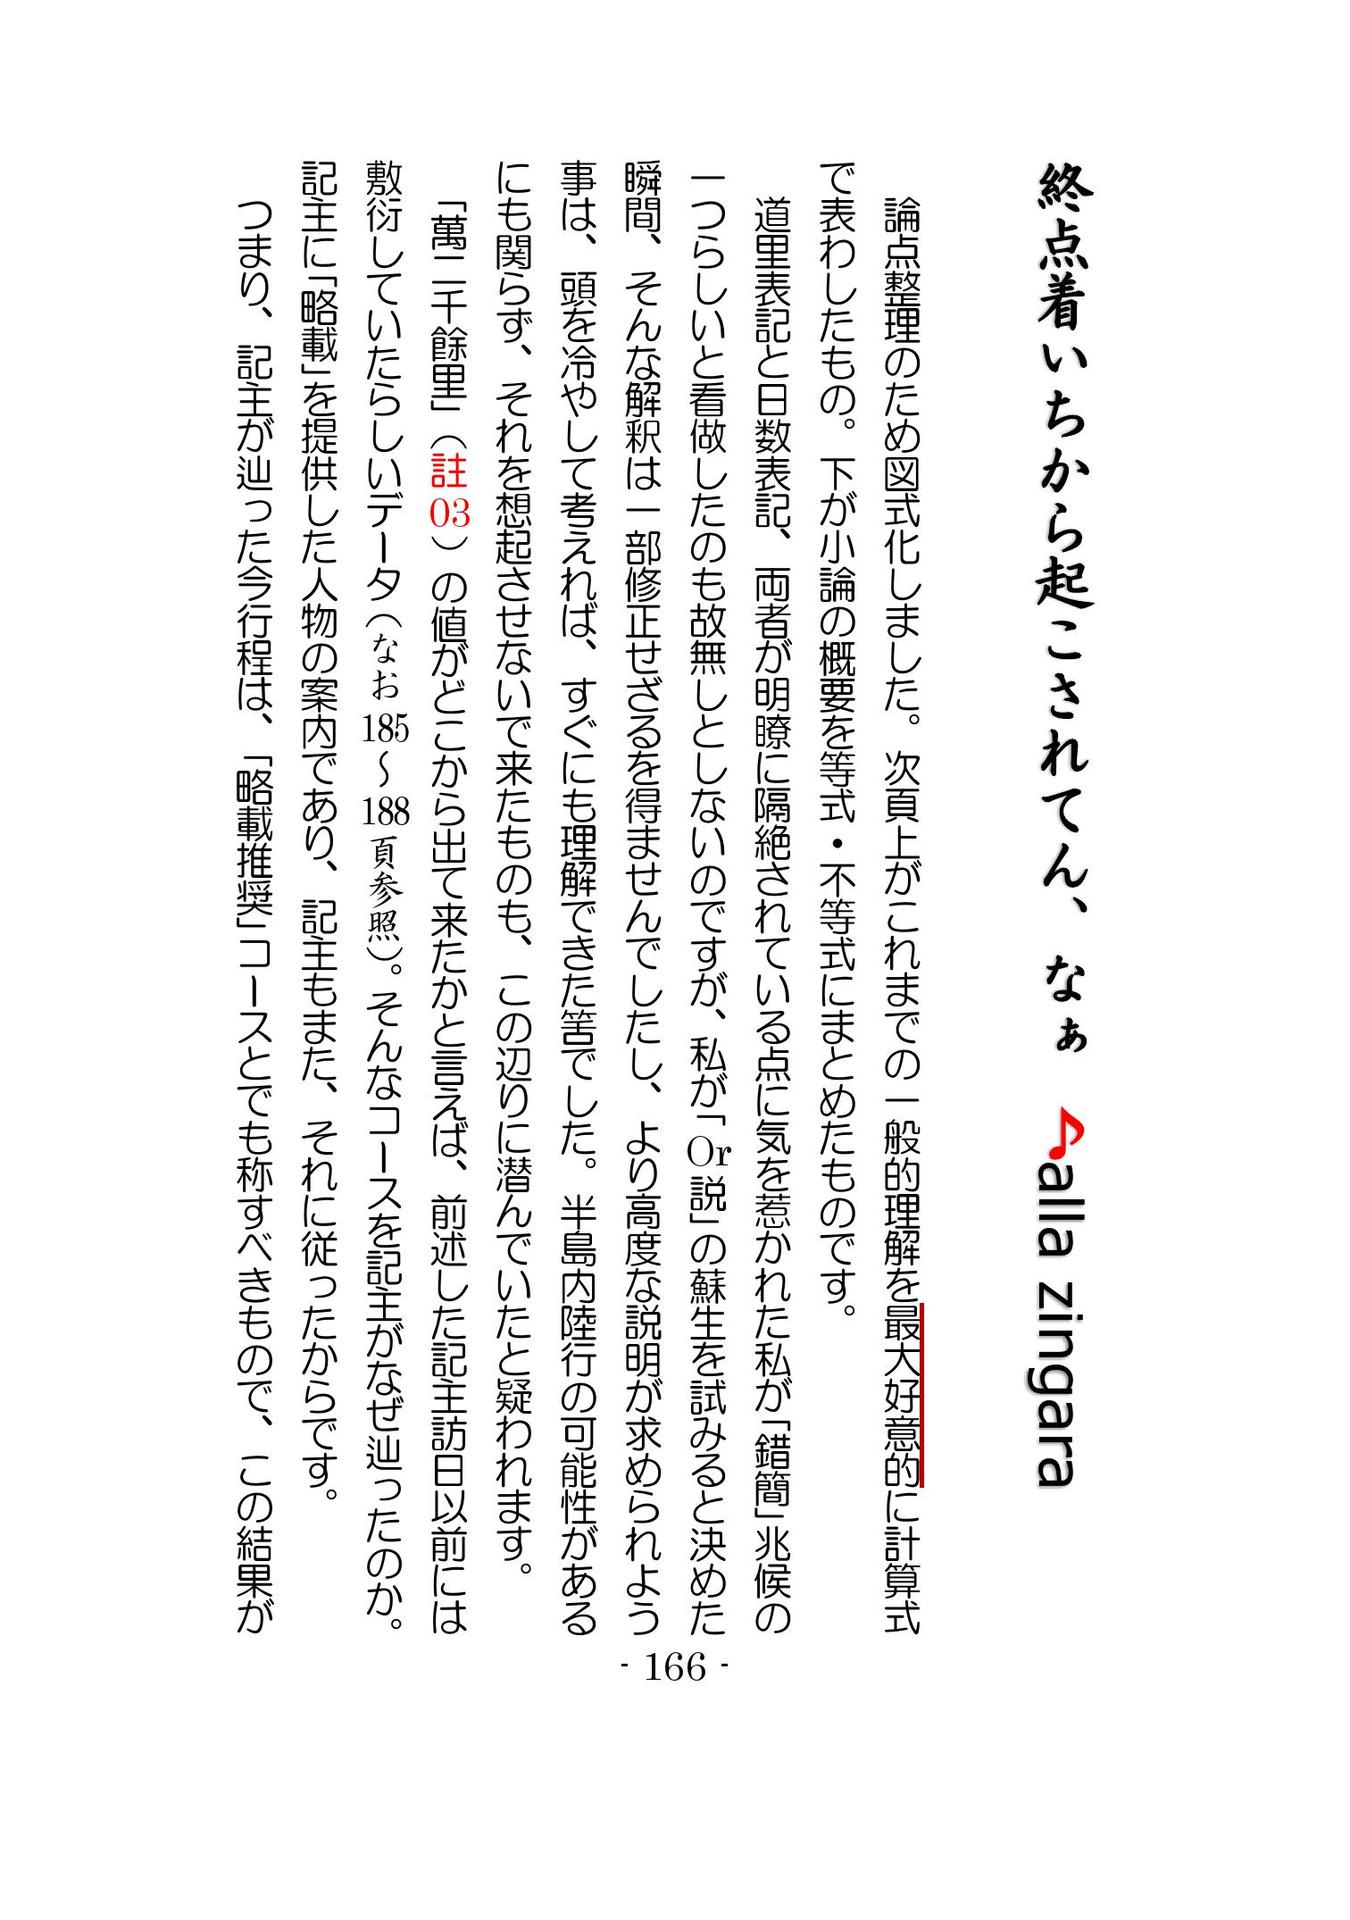 終点着いちから起こされてん、なぁ ♪alla zingara
論点整理のため図式化しました。次頁上がこれまでの一般的理解を最大好意的に計算式
で表わしたもの。下が小論の概要を等式・不等式にまとめたものです。
道里表記と日数表記、両者が明瞭に隔絶されている点に気を惹かれた私が「錯簡」兆候の
一つらしいと看做したのも故無しとしないのですが、私が「Or説」の蘇生を試みると決めた
瞬間、そんな解釈は一部修正せざるを得ませんでしたし、より高度な説明が求められよう
事は、頭を冷やして考えれば、すぐにも理解できた筈でした。半島内陸行の可能性がある
にも関らず、それを想起させないで来たものも、この辺りに潜んでいたと疑われます。
「萬二千餘里」（註03）の値がどこから出て来たかと言えば、前述した記主訪日以前には
敷衍していたらしいデータ（なお185～188頁参照）。そんなコースを記主がなぜ辿ったのか。
記主に「略載」を提供した人物の案内であり、記主もまた、それに従ったからです。
つまり、記主が辿った今行程は、「略載推奨」コースとでも称すべきもので、この結果が
- 166 -